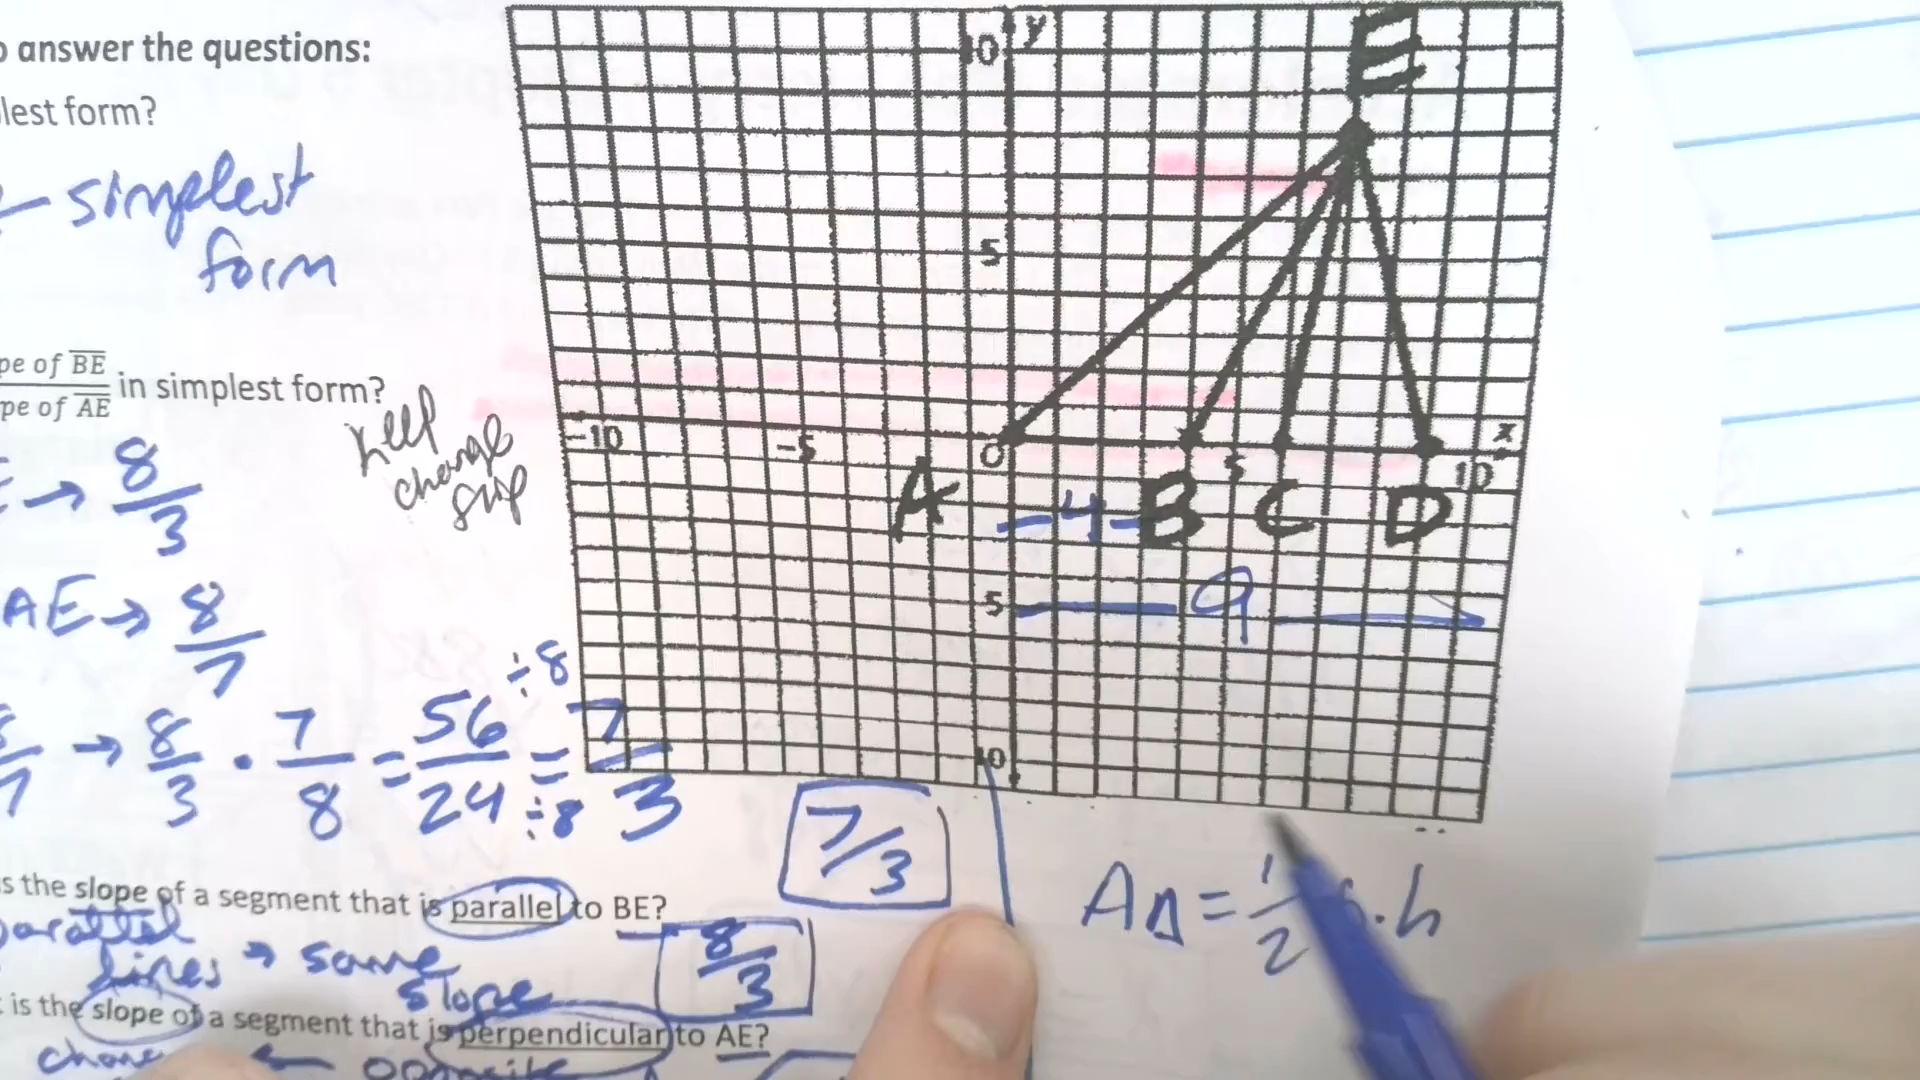 answer the questions:
lest form?
simplest
form
pe of BE
pe of AE in simplest form?
keep
change
flip
→ 8/3
AE → 8/7
→ 8/3 · 7/8 = 56/24 = 7/3
÷8
÷8
7/3
s the slope of a segment that is parallel to BE?
parallel
lines → same
slope
8/3
is the slope of a segment that is perpendicular to AE?
opposite
y
10
E
5
-10
-5
0
5
x
10
A
-4-
B
C
D
-5
9
10
A△ = 1/2 b.h